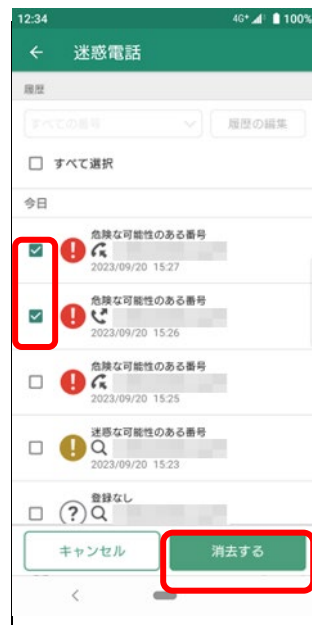 12:34 4G+ 100%
迷惑電話
履歴
すべての番号 履歴の編集
すべて選択
今日
危険な可能性のある番号
2023/09/20 15:27
危険な可能性のある番号
2023/09/20 15:26
危険な可能性のある番号
2023/09/20 15:25
迷惑な可能性のある番号
2023/09/20 15:23
登録なし
キャンセル 消去する